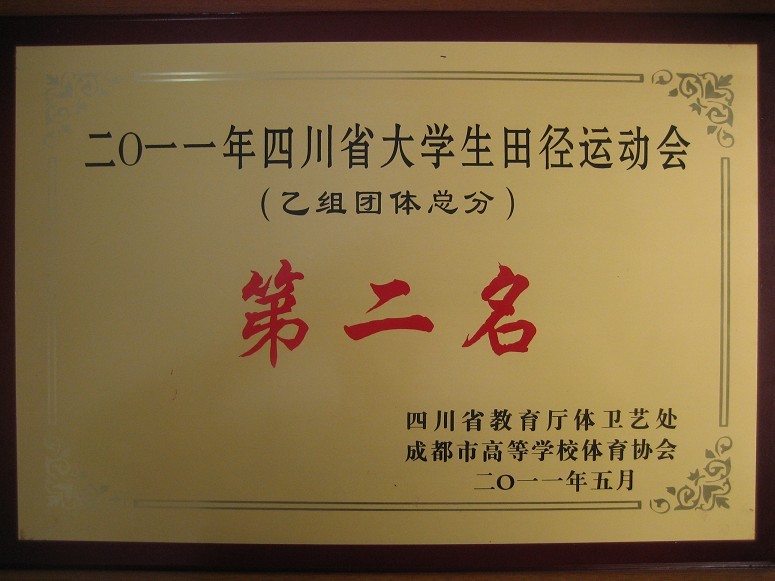 二O一一年四川省大学生田径运动会
（乙组团体总分）
第二名
四川省教育厅体卫艺处
成都市高等学校体育协会
二O一一年五月